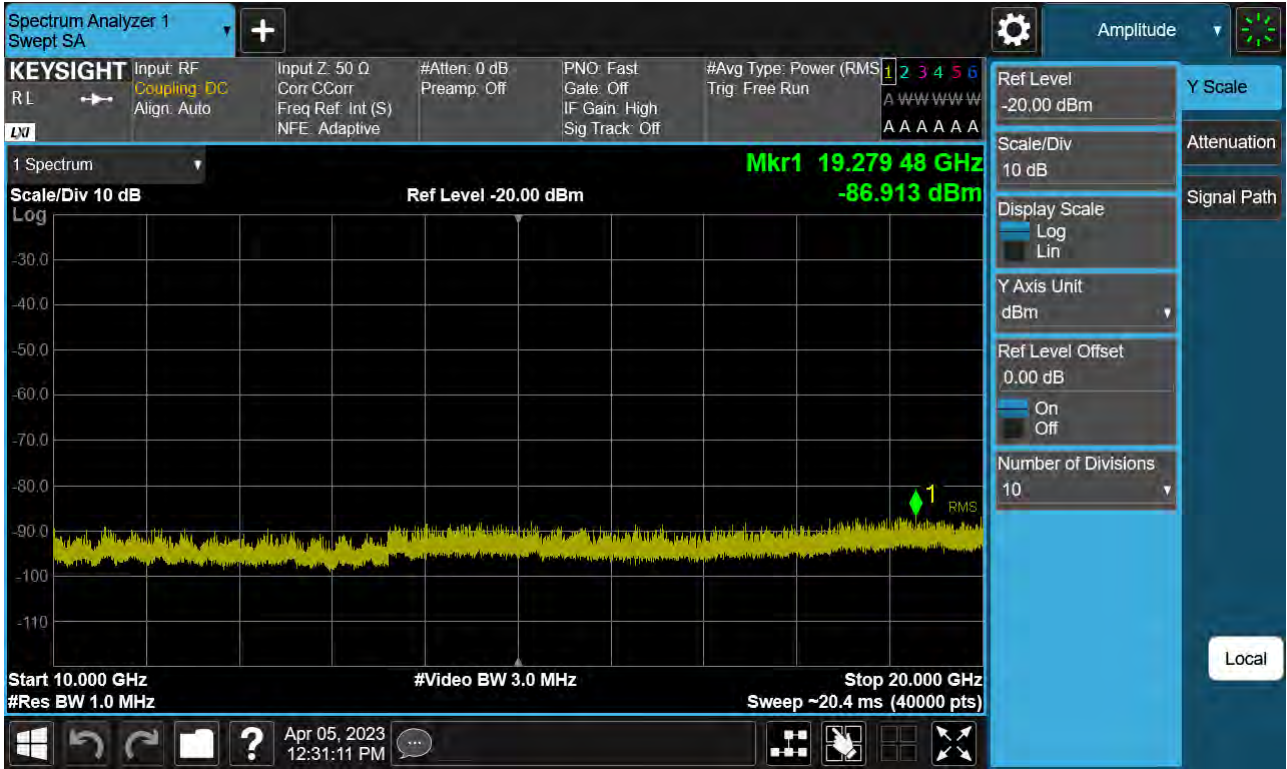 Spectrum Analyzer 1
Swept SA
+
Amplitude
KEYSIGHT
R L
LXI
Input: RF
Coupling: DC
Align: Auto
Input Z: 50 Ω
Corr CCorr
Freq Ref: Int (S)
NFE: Adaptive
#Atten: 0 dB
Preamp: Off
PNO: Fast
Gate: Off
IF Gain: High
Sig Track: Off
#Avg Type: Power (RMS
Trig: Free Run
1 2 3 4 5 6
A W W W W W
A A A A A A
1 Spectrum
Mkr1 19.279 48 GHz
Scale/Div 10 dB
Ref Level -20.00 dBm
-86.913 dBm
Log
-30.0
-40.0
-50.0
-60.0
-70.0
-80.0
1
RMS
-90.0
-100
-110
Start 10.000 GHz
#Video BW 3.0 MHz
Stop 20.000 GHz
#Res BW 1.0 MHz
Sweep ~20.4 ms (40000 pts)
Ref Level
-20.00 dBm
Scale/Div
10 dB
Display Scale
Log
Lin
Y Axis Unit
dBm
Ref Level Offset
0.00 dB
On
Off
Number of Divisions
10
Y Scale
Attenuation
Signal Path
Local
?
Apr 05, 2023
12:31:11 PM